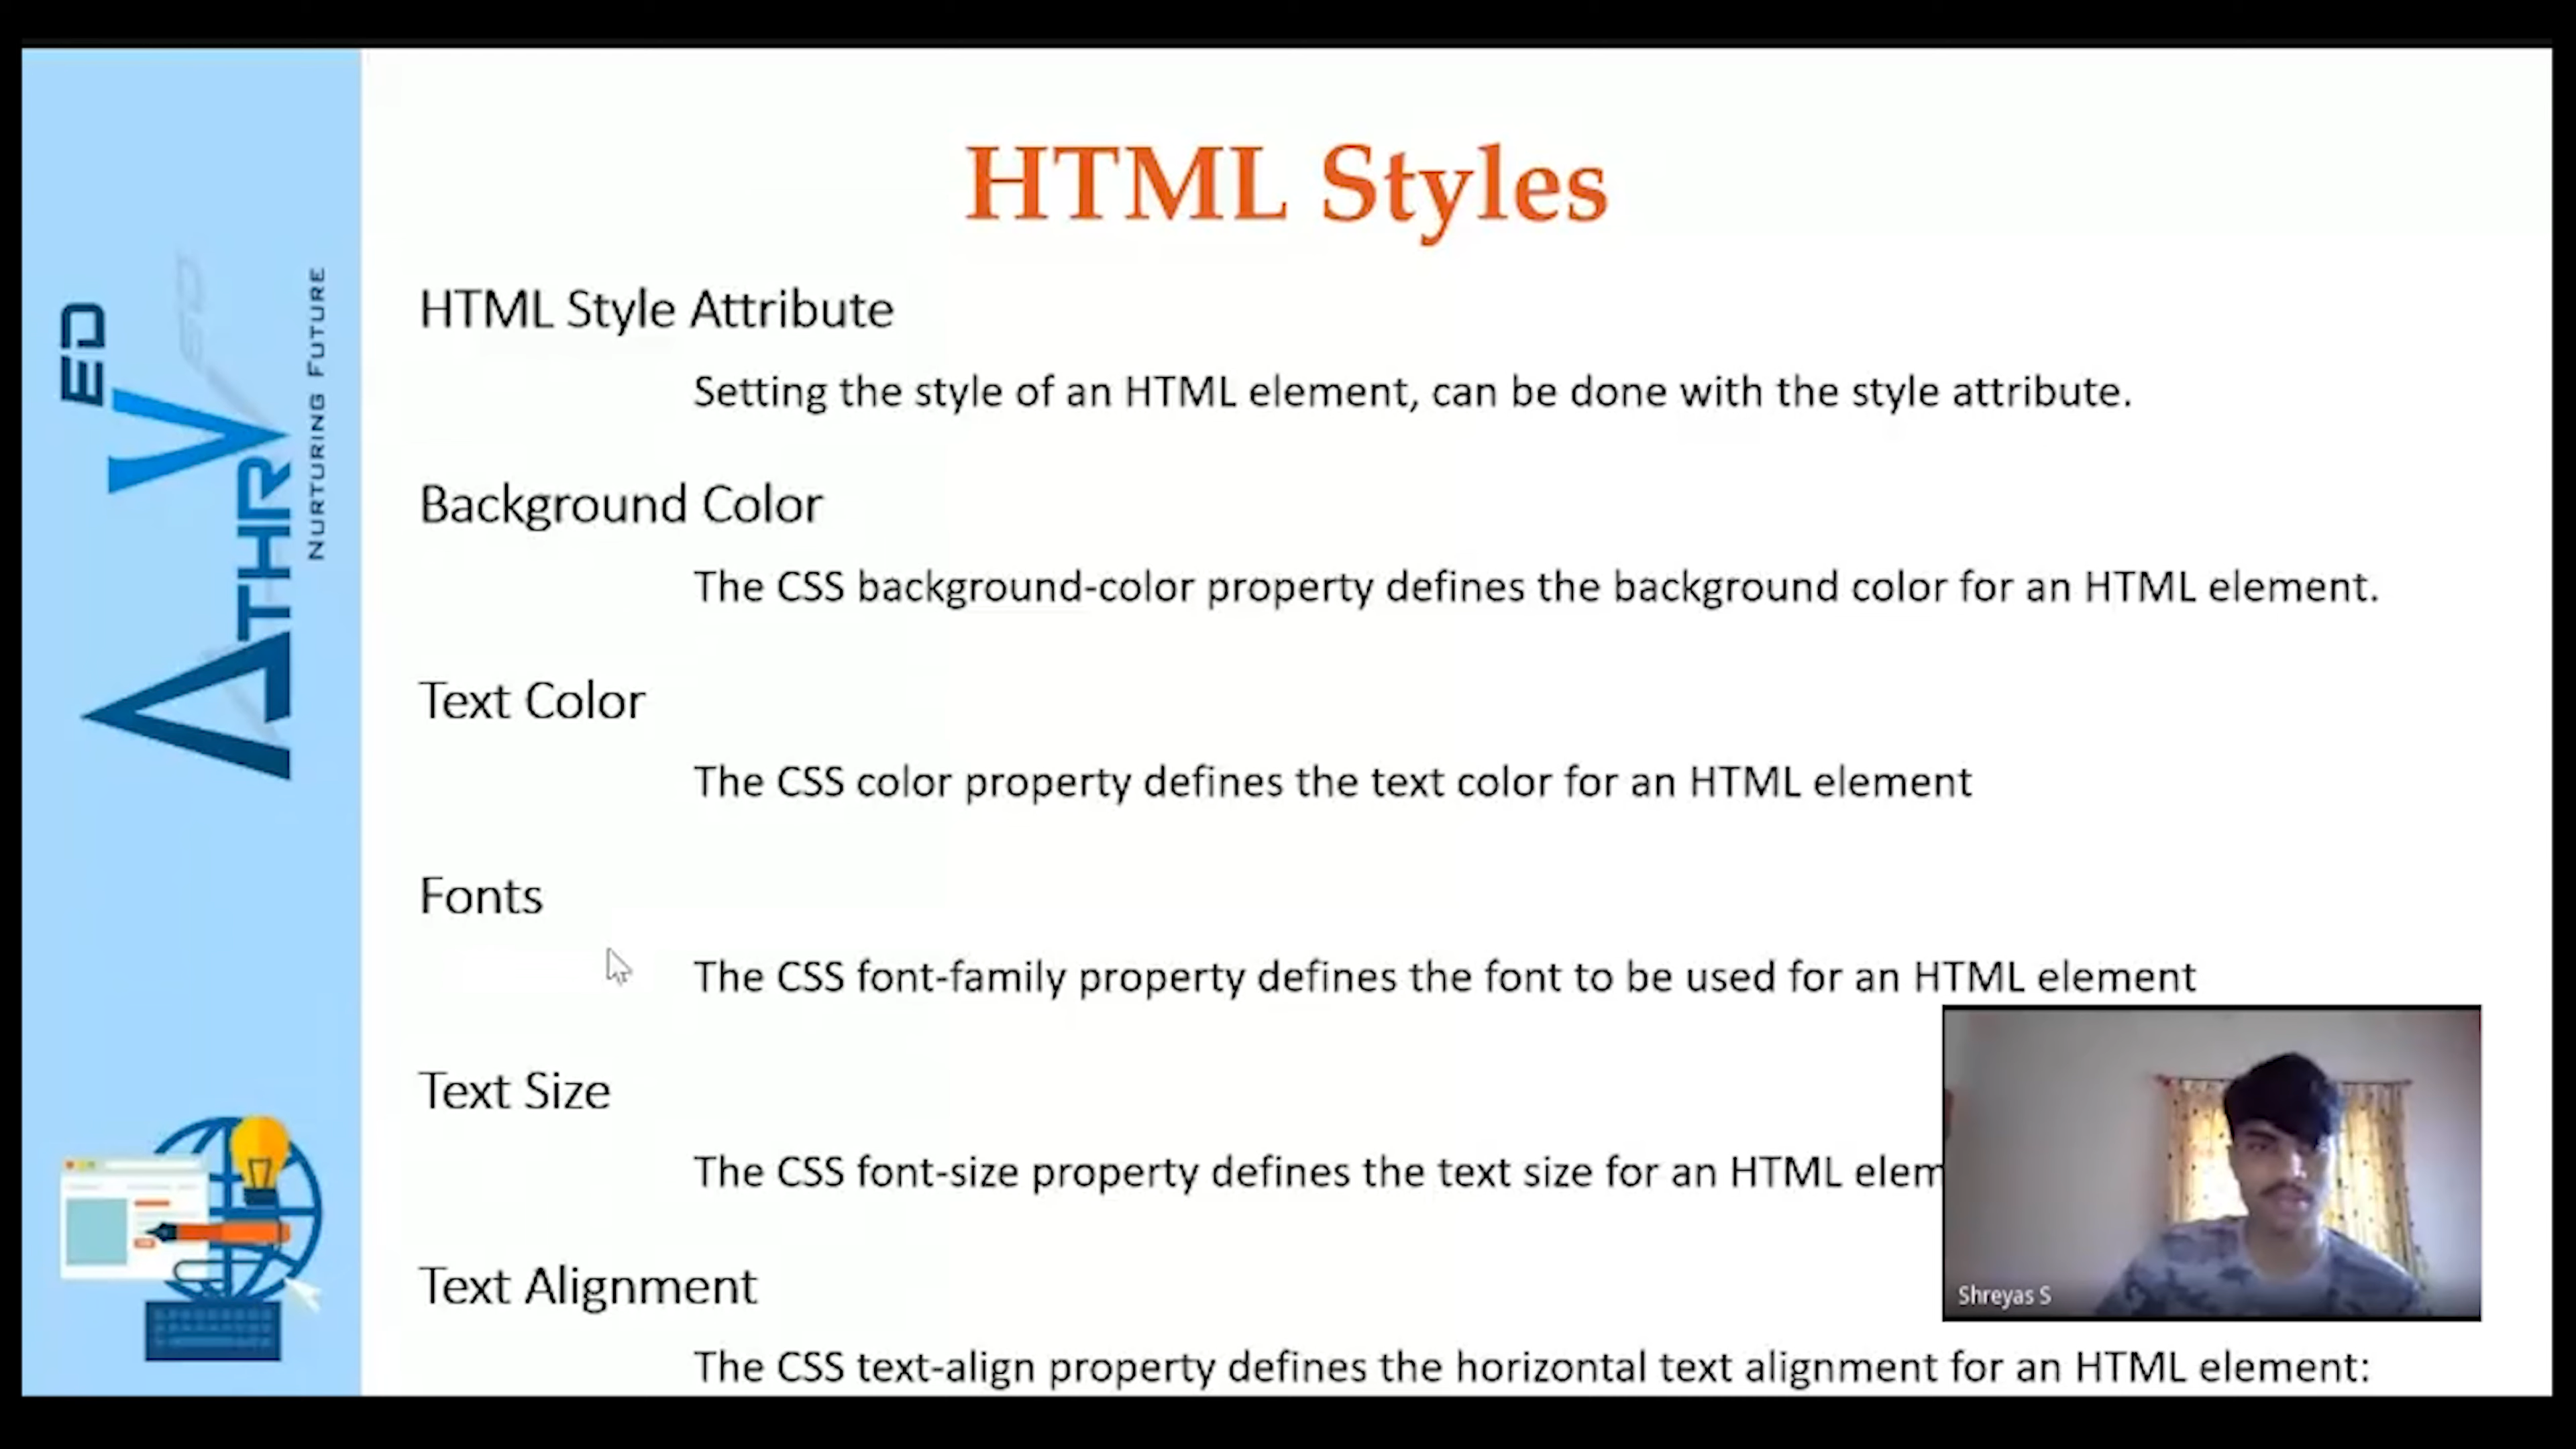 HTML Styles
HTML Style Attribute
Setting the style of an HTML element, can be done with the style attribute.
Background Color
The CSS background-color property defines the background color for an HTML element.
Text Color
The CSS color property defines the text color for an HTML element
Fonts
The CSS font-family property defines the font to be used for an HTML element
Text Size
The CSS font-size property defines the text size for an HTML elem
Text Alignment
The CSS text-align property defines the horizontal text alignment for an HTML element:
ATHRV ED
NURTURING FUTURE
Shreyas S